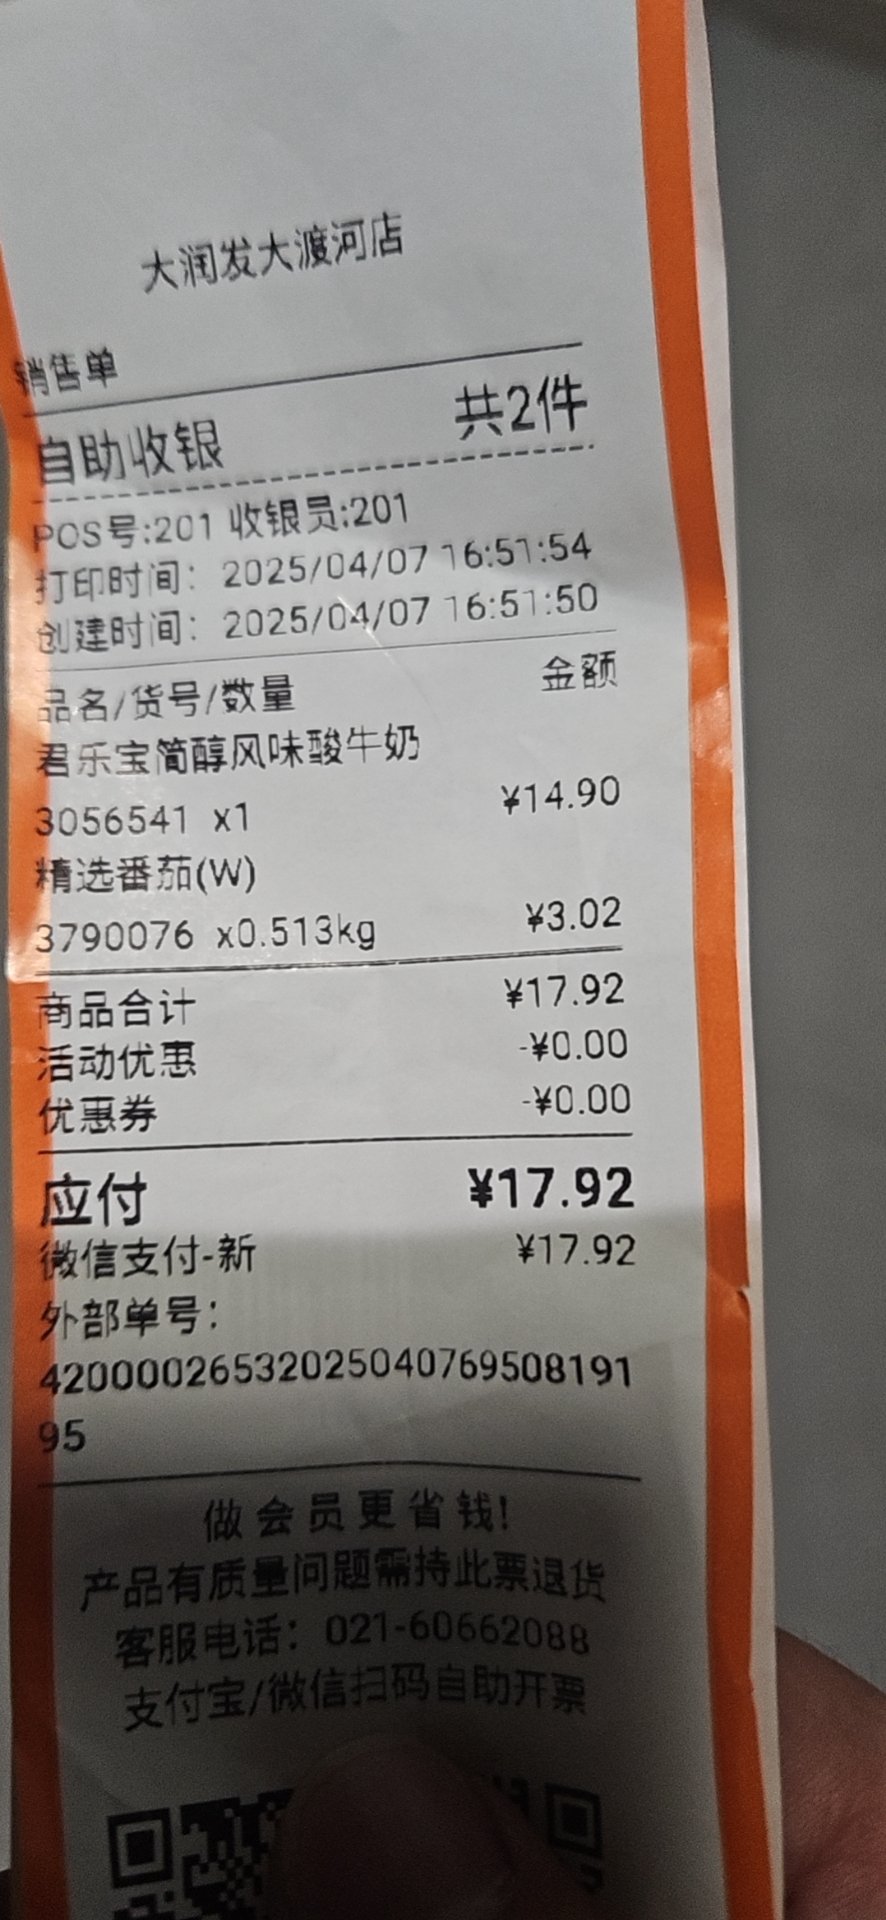 大润发大渡河店
销售单
自助收银 共2件
POS号:201 收银员:201
打印时间: 2025/04/07 16:51:54
创建时间: 2025/04/07 16:51:50
品名/货号/数量 金额
君乐宝简醇风味酸牛奶
3056541 x1 ¥14.90
精选番茄(W)
3790076 x0.513kg ¥3.02
商品合计 ¥17.92
活动优惠 -¥0.00
优惠券 -¥0.00
应付 ¥17.92
微信支付-新 ¥17.92
外部单号:
42000026532025040769508191
95
做会员更省钱!
产品有质量问题需持此票退货
客服电话: 021-60662088
支付宝/微信扫码自助开票